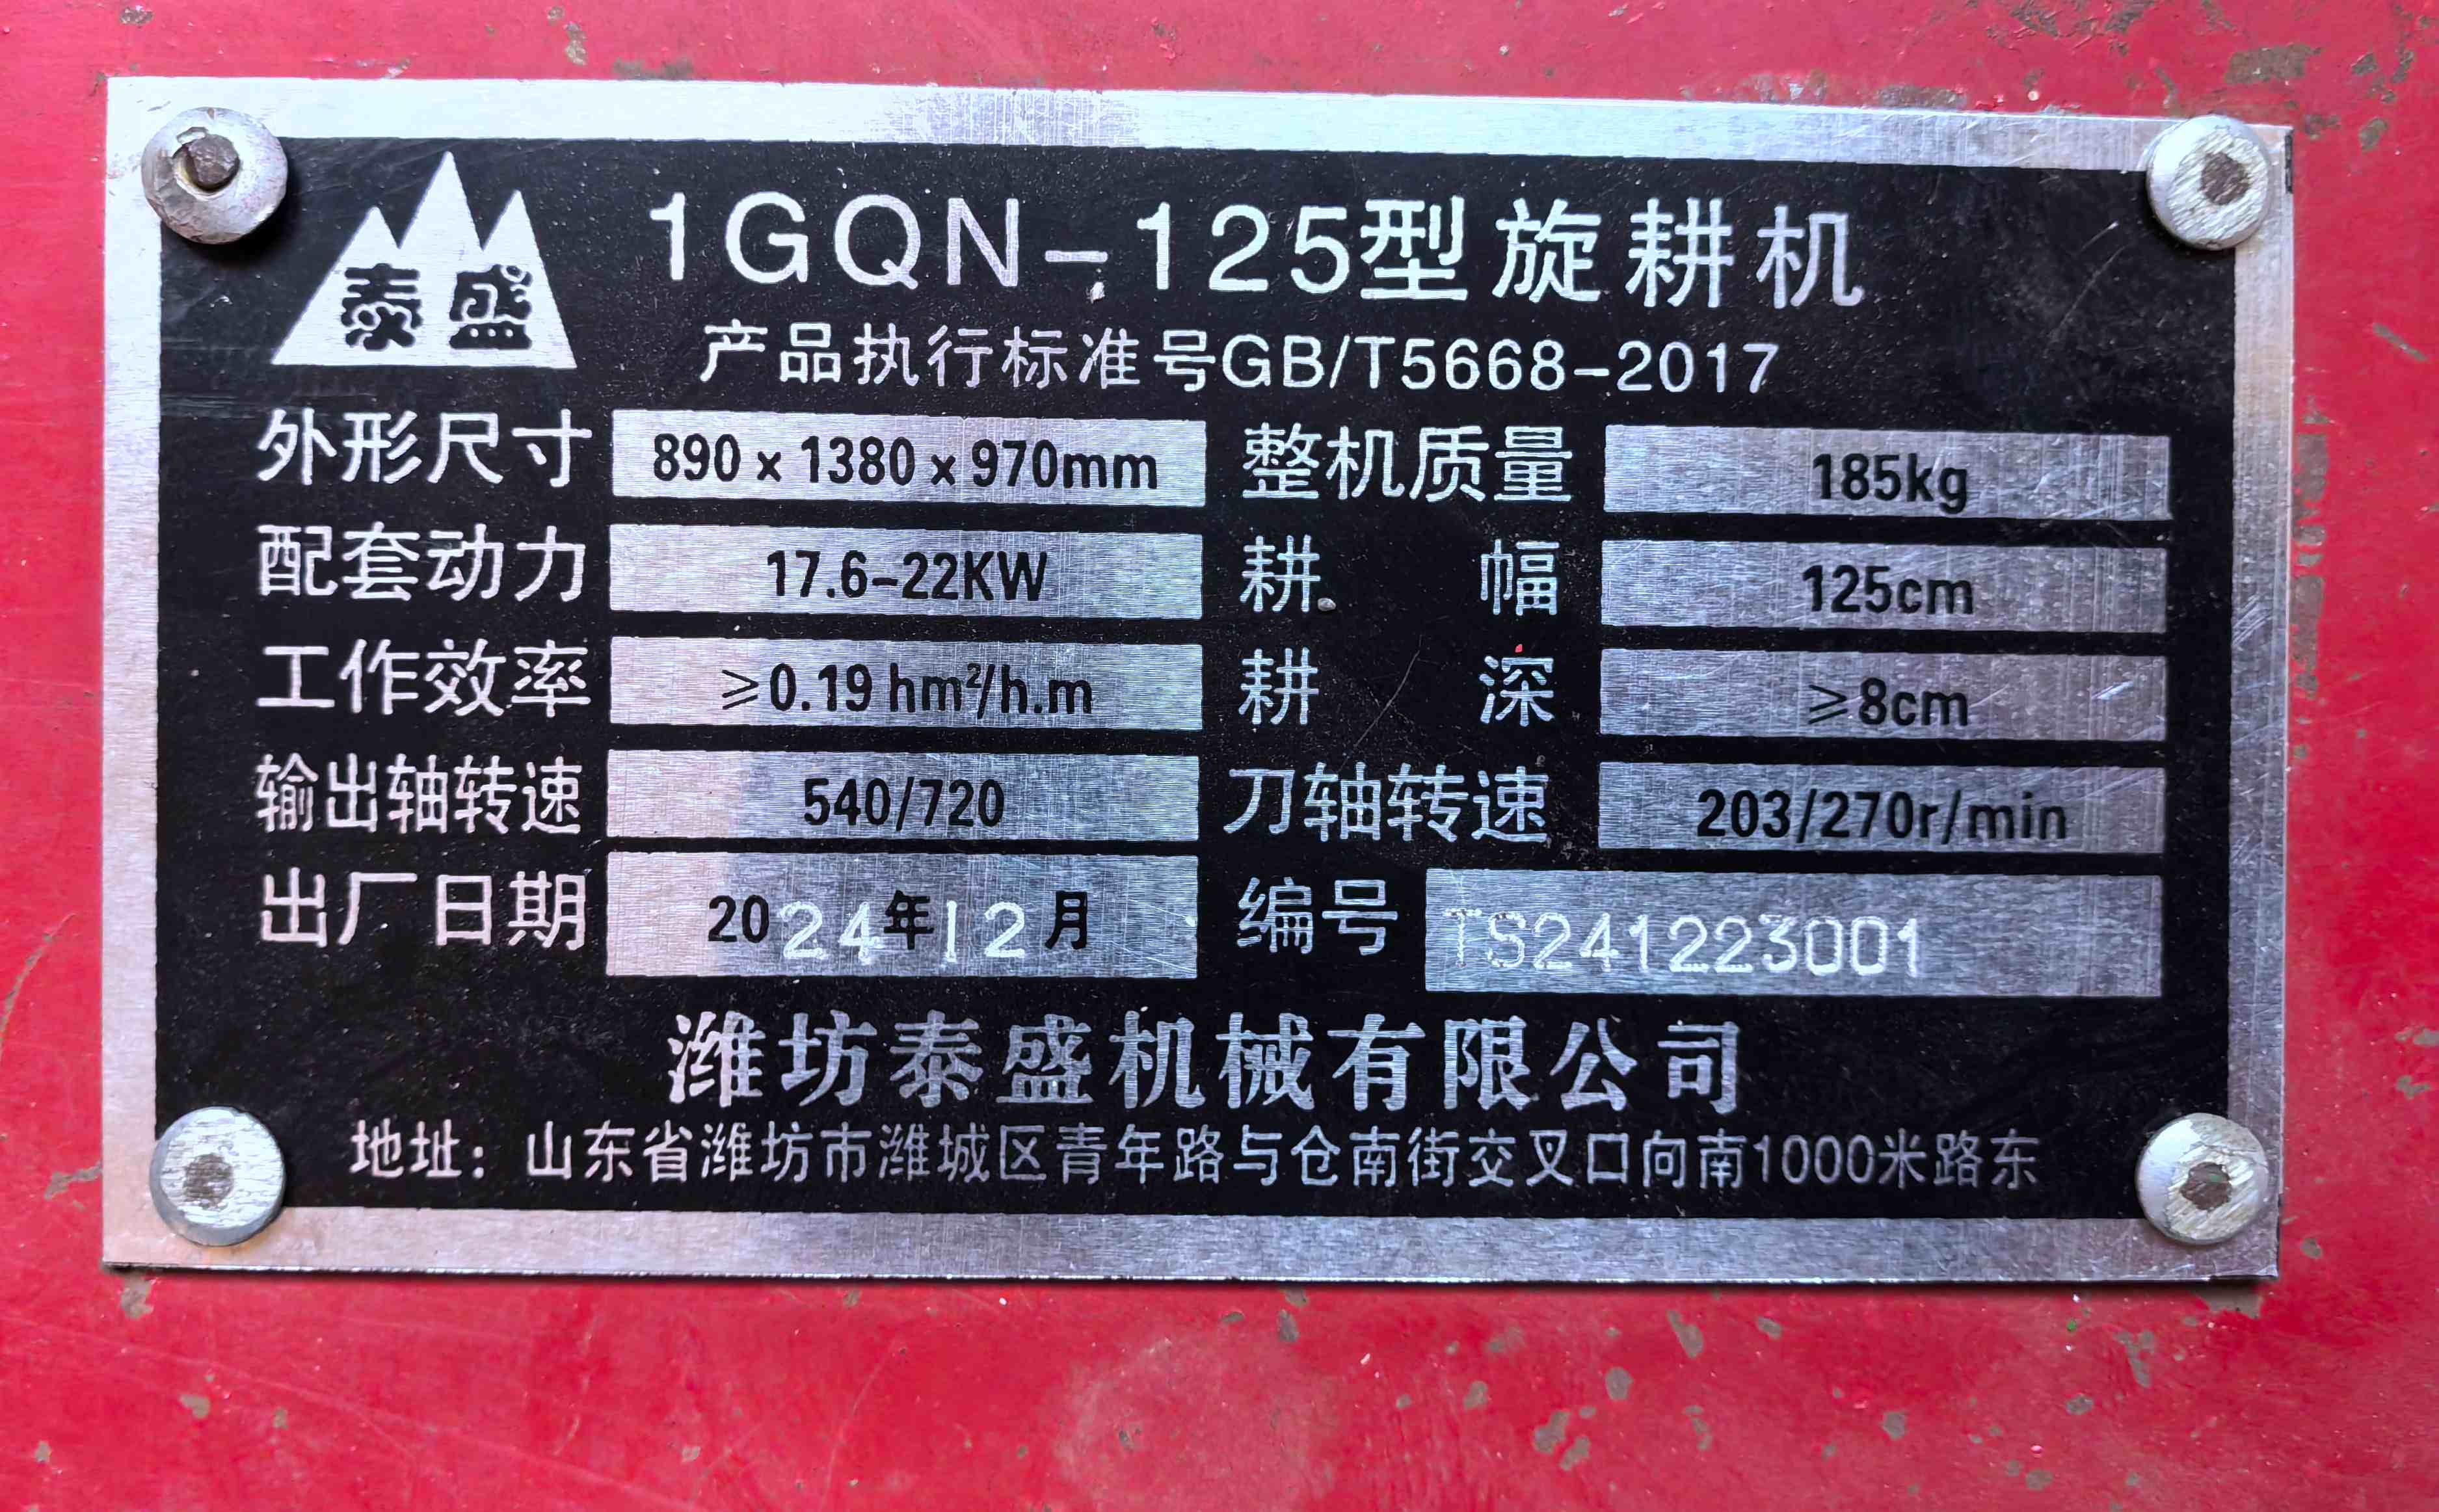 泰盛
1GQN-125型旋耕机
产品执行标准号GB/T5668-2017
外形尺寸 890×1380×970mm 整机质量 185kg
配套动力 17.6-22KW 耕 幅 125cm
工作效率 ≥0.19hm²/h.m 耕 深 ≥8cm
输出轴转速 540/720 刀轴转速 203/270r/min
出厂日期 2024年12月 编号 TS241223001
潍坊泰盛机械有限公司
地址：山东省潍坊市潍城区青年路与仓南街交叉口向南1000米路东